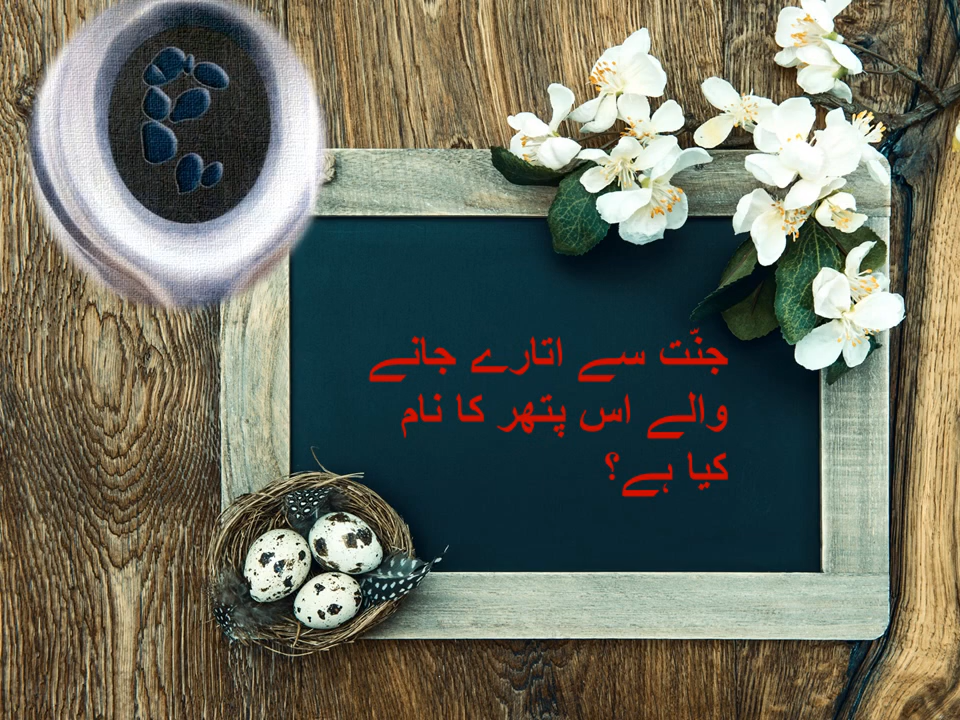 جنّت سے اتارے جانے
والے اس پتھر کا نام
کیا ہے؟